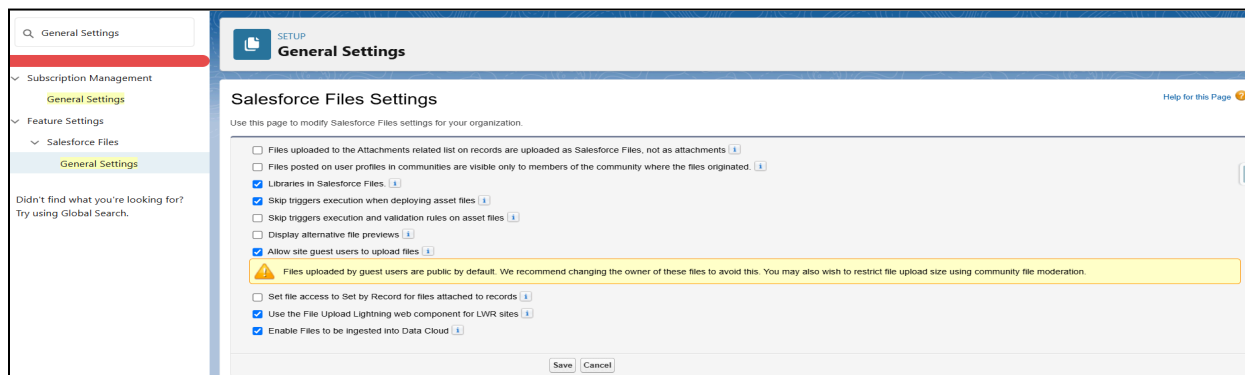 General Settings
Subscription Management
General Settings
Feature Settings
Salesforce Files
General Settings
Didn't find what you're looking for?
Try using Global Search.
SETUP
General Settings
Salesforce Files Settings
Help for this Page
Use this page to modify Salesforce Files settings for your organization.
Files uploaded to the Attachments related list on records are uploaded as Salesforce Files, not as attachments
Files posted on user profiles in communities are visible only to members of the community where the files originated.
Libraries in Salesforce Files.
Skip triggers execution when deploying asset files
Skip triggers execution and validation rules on asset files
Display alternative file previews
Allow site guest users to upload files
Files uploaded by guest users are public by default. We recommend changing the owner of these files to avoid this. You may also wish to restrict file upload size using community file moderation.
Set file access to Set by Record for files attached to records
Use the File Upload Lightning web component for LWR sites
Enable Files to be ingested into Data Cloud
Save Cancel